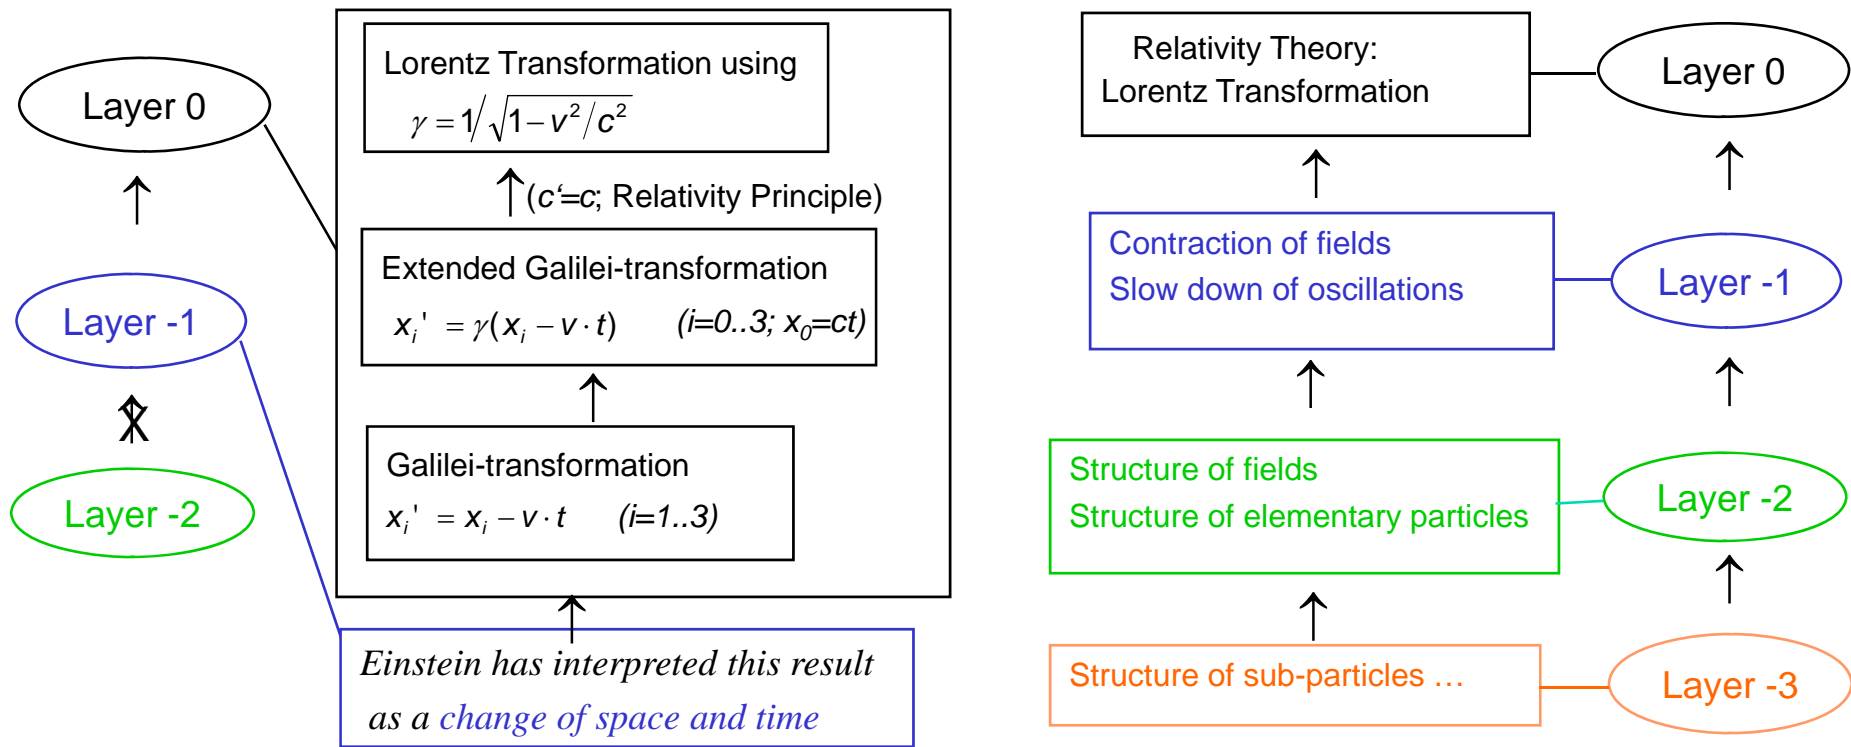 Layer 0
Layer -1
X
Layer -2
Lorentz Transformation using
γ = 1/√(1 − v²/c²)
(c‘=c; Relativity Principle)
Extended Galilei-transformation
xᵢ' = γ(xᵢ − v · t) (i=0..3; x₀=ct)
Galilei-transformation
xᵢ' = xᵢ − v · t (i=1..3)
Einstein has interpreted this result
as a change of space and time
Relativity Theory:
Lorentz Transformation
Layer 0
Contraction of fields
Slow down of oscillations
Layer -1
Structure of fields
Structure of elementary particles
Layer -2
Structure of sub-particles …
Layer -3